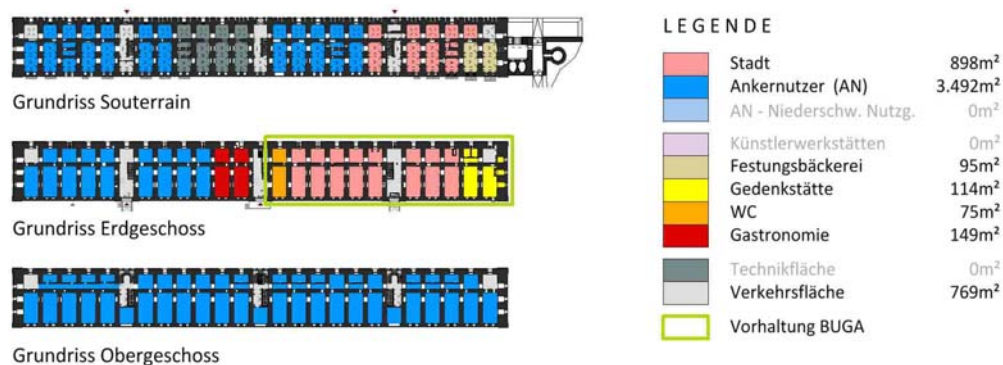 Grundriss Souterrain
Grundriss Erdgeschoss
Grundriss Obergeschoss
LEGENDE
Stadt 898m²
Ankernutzer (AN) 3.492m²
AN - Niederschw. Nutzg. 0m²
Künstlerwerkstätten 0m²
Festungsbäckerei 95m²
Gedenkstätte 114m²
WC 75m²
Gastronomie 149m²
Technikfläche 0m²
Verkehrsfläche 769m²
Vorhaltung BUGA